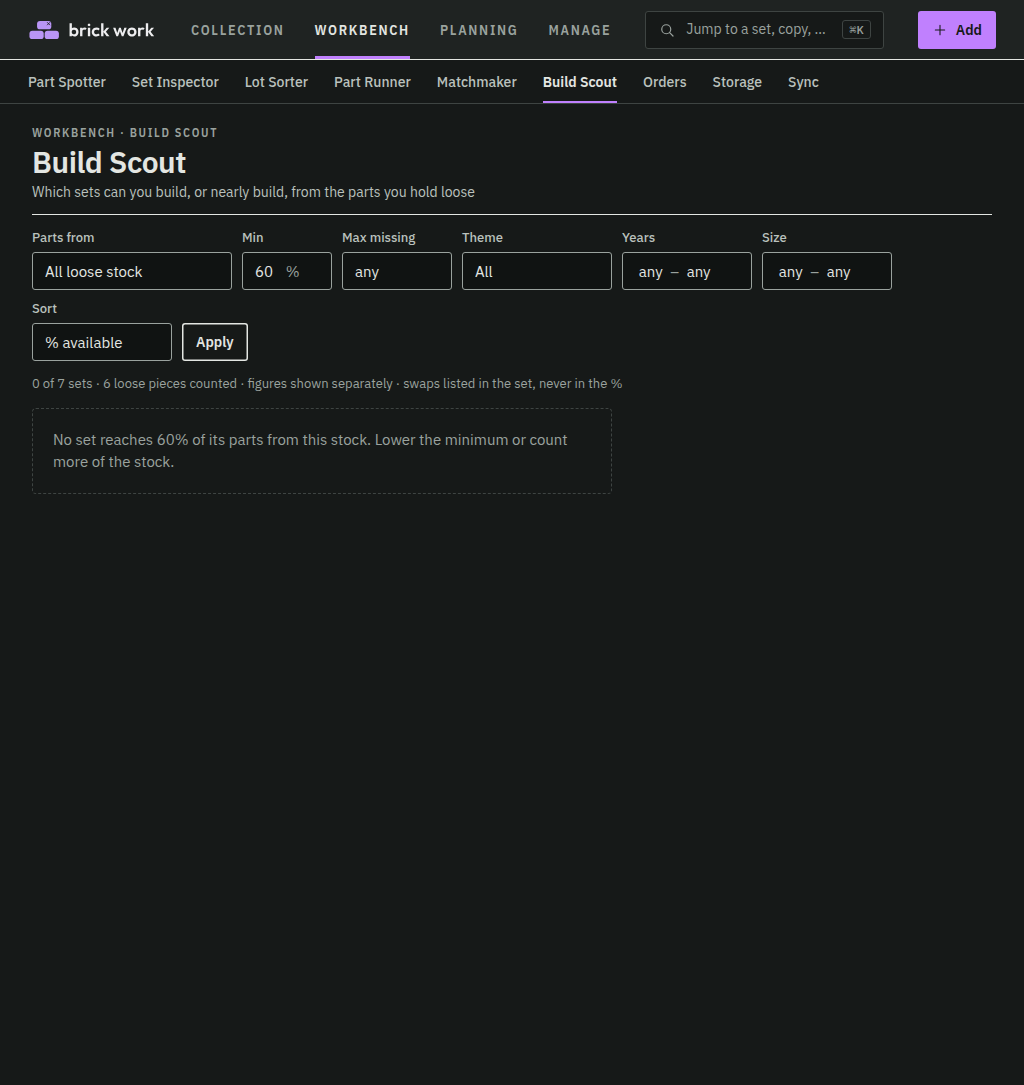 brick work
COLLECTION
WORKBENCH
PLANNING
MANAGE
Jump to a set, copy, ...
⌘K
+ Add
Part Spotter
Set Inspector
Lot Sorter
Part Runner
Matchmaker
Build Scout
Orders
Storage
Sync
WORKBENCH · BUILD SCOUT
Build Scout
Which sets can you build, or nearly build, from the parts you hold loose
Parts from
Min
Max missing
Theme
Years
Size
All loose stock
60 %
any
All
any – any
any – any
Sort
% available
Apply
0 of 7 sets · 6 loose pieces counted · figures shown separately · swaps listed in the set, never in the %
No set reaches 60% of its parts from this stock. Lower the minimum or count
more of the stock.